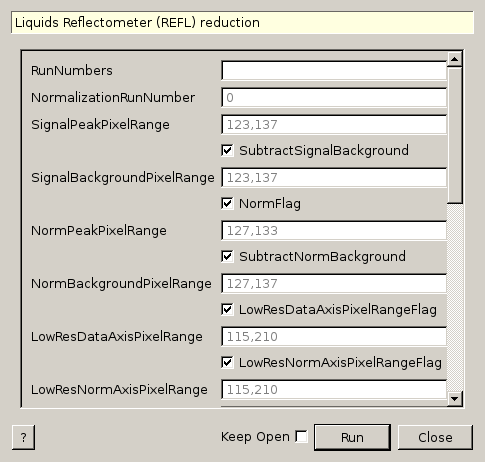 Liquids Reflectometer (REFL) reduction
RunNumbers
NormalizationRunNumber 0
SignalPeakPixelRange 123,137
SubtractSignalBackground
SignalBackgroundPixelRange 123,137
NormFlag
NormPeakPixelRange 127,133
SubtractNormBackground
NormBackgroundPixelRange 127,137
LowResDataAxisPixelRangeFlag
LowResDataAxisPixelRange 115,210
LowResNormAxisPixelRangeFlag
LowResNormAxisPixelRange 115,210
? Keep Open Run Close